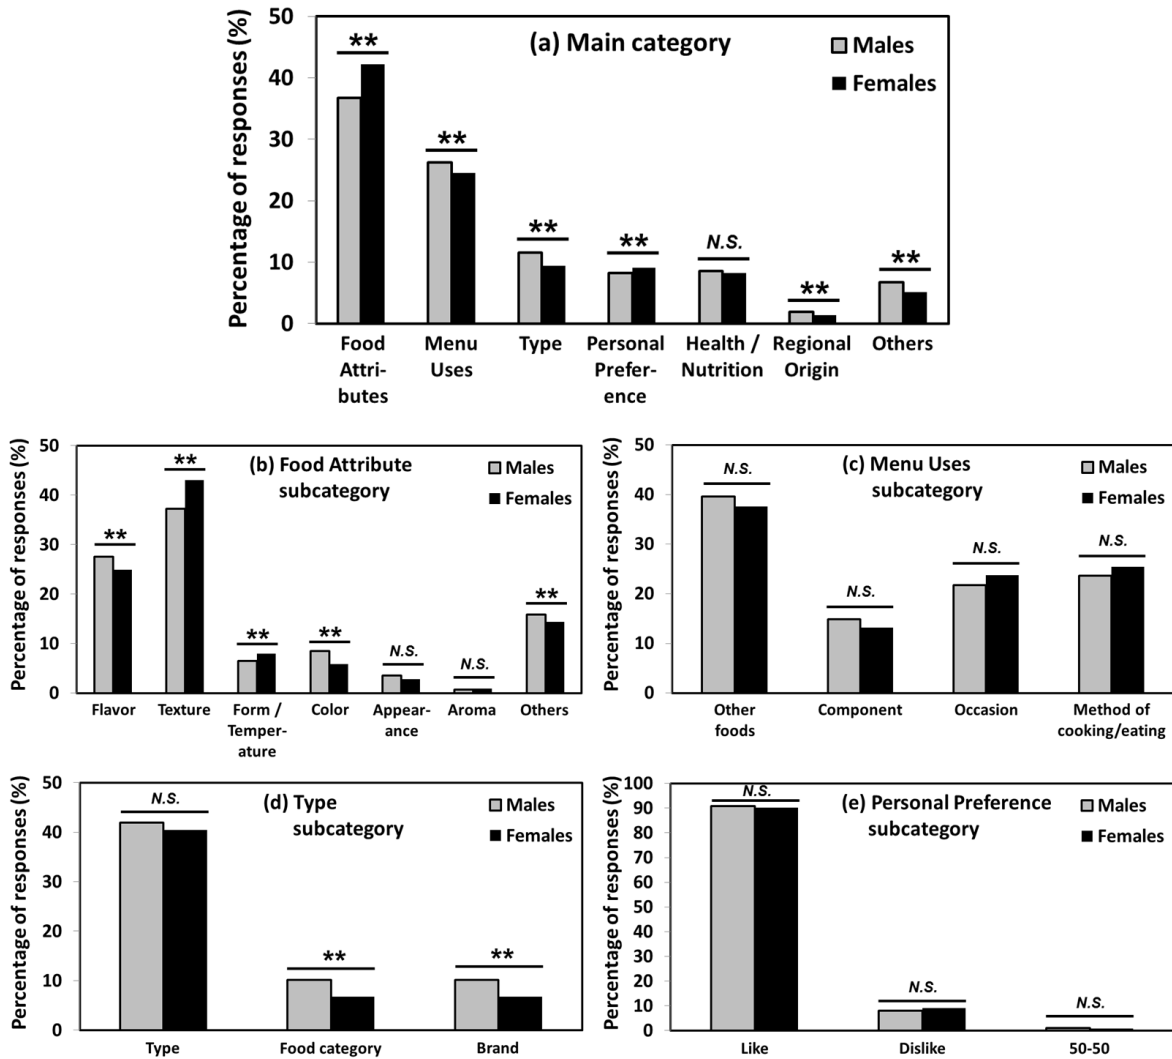 (a) Main category
Males
Females
Percentage of responses (%)
50
40
30
20
10
0
**
**
**
**
N.S.
**
**
Food
Attri-
butes
Menu
Uses
Type
Personal
Prefer-
ence
Health /
Nutrition
Regional
Origin
Others
(b) Food Attribute
subcategory
Males
Females
Percentage of responses (%)
50
40
30
20
10
0
**
**
**
**
N.S.
N.S.
**
Flavor
Texture
Form /
Temper-
ature
Color
Appear-
ance
Aroma
Others
(c) Menu Uses
subcategory
Males
Females
Percentage of responses (%)
50
40
30
20
10
0
N.S.
N.S.
N.S.
N.S.
Other
foods
Component
Occasion
Method of
cooking/eating
(d) Type
subcategory
Males
Females
Percentage of responses (%)
50
40
30
20
10
0
N.S.
**
**
Type
Food category
Brand
(e) Personal Preference
subcategory
Males
Females
Percentage of responses (%)
100
90
80
70
60
50
40
30
20
10
0
N.S.
N.S.
N.S.
Like
Dislike
50-50